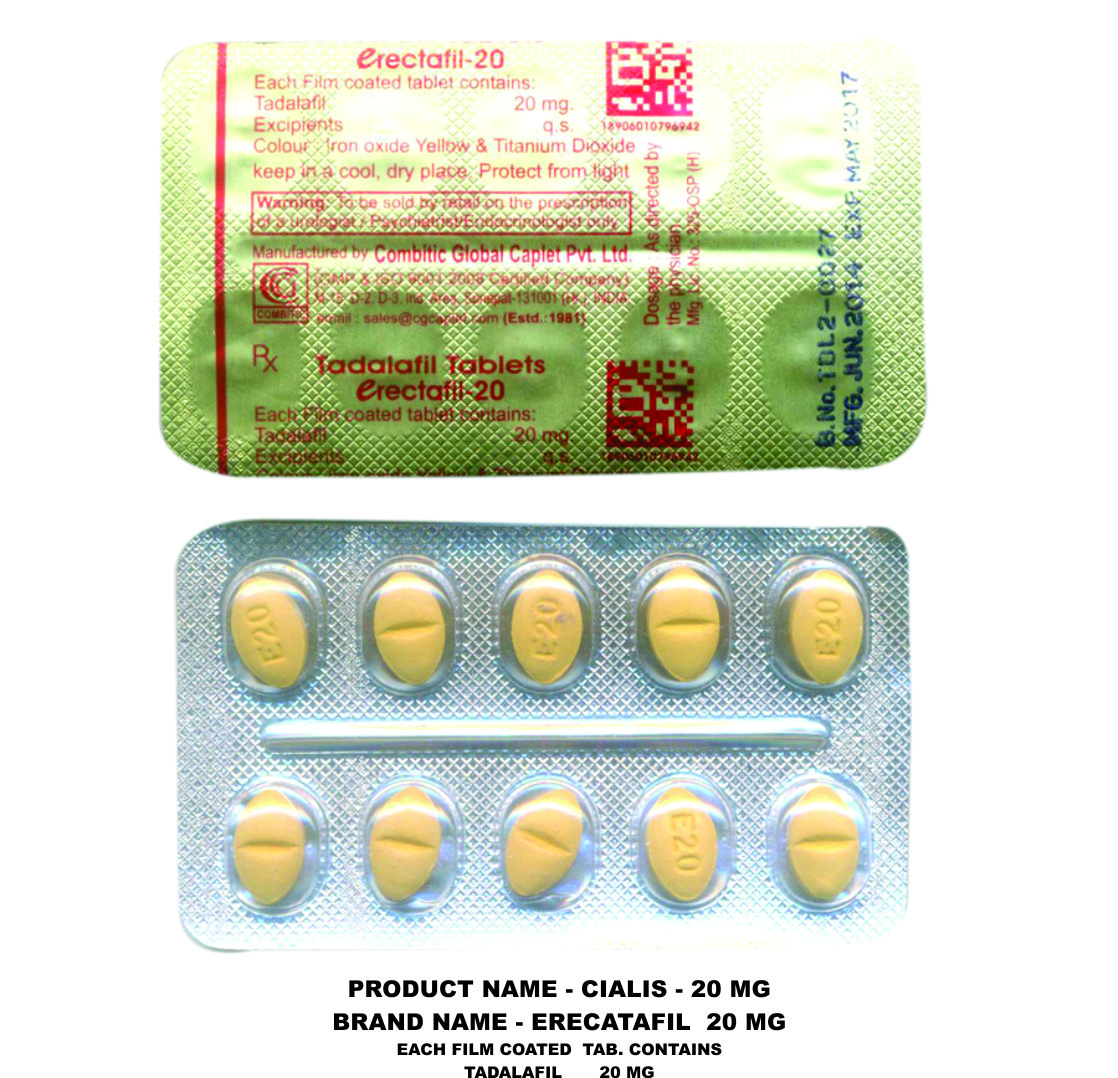 erectafil-20
Each Film coated tablet contains:
Tadalafil 20 mg.
Excipients q.s.
Colour : Iron oxide Yellow & Titanium Dioxide
keep in a cool, dry place. Protect from light
Warning: To be sold by retail on the prescription
of a urologist / Psychiatrist/Endocrinologist only.
Manufactured by Combitic Global Caplet Pvt. Ltd.
(GMP & ISO 9001-2008 Certified Company)
M-15, D-2, D-3, Ind. Area, Sonepat-131001 (HR.) INDIA.
email : sales@cgcaplet.com (Estd.:1981)
COMBITIC
18906010796942
Dosage : As directed by
the physician.
B.No.TDL2-0027
MFG. JUN.2014 EXP. MAY 2017
Rx
Tadalafil Tablets
erectafil-20
Each Film coated tablet contains:
Tadalafil 20 mg
Excipients q.s.
18906010796942
E20
E20
E20
E20
PRODUCT NAME - CIALIS - 20 MG
BRAND NAME - ERECATAFIL 20 MG
EACH FILM COATED TAB. CONTAINS
TADALAFIL 20 MG